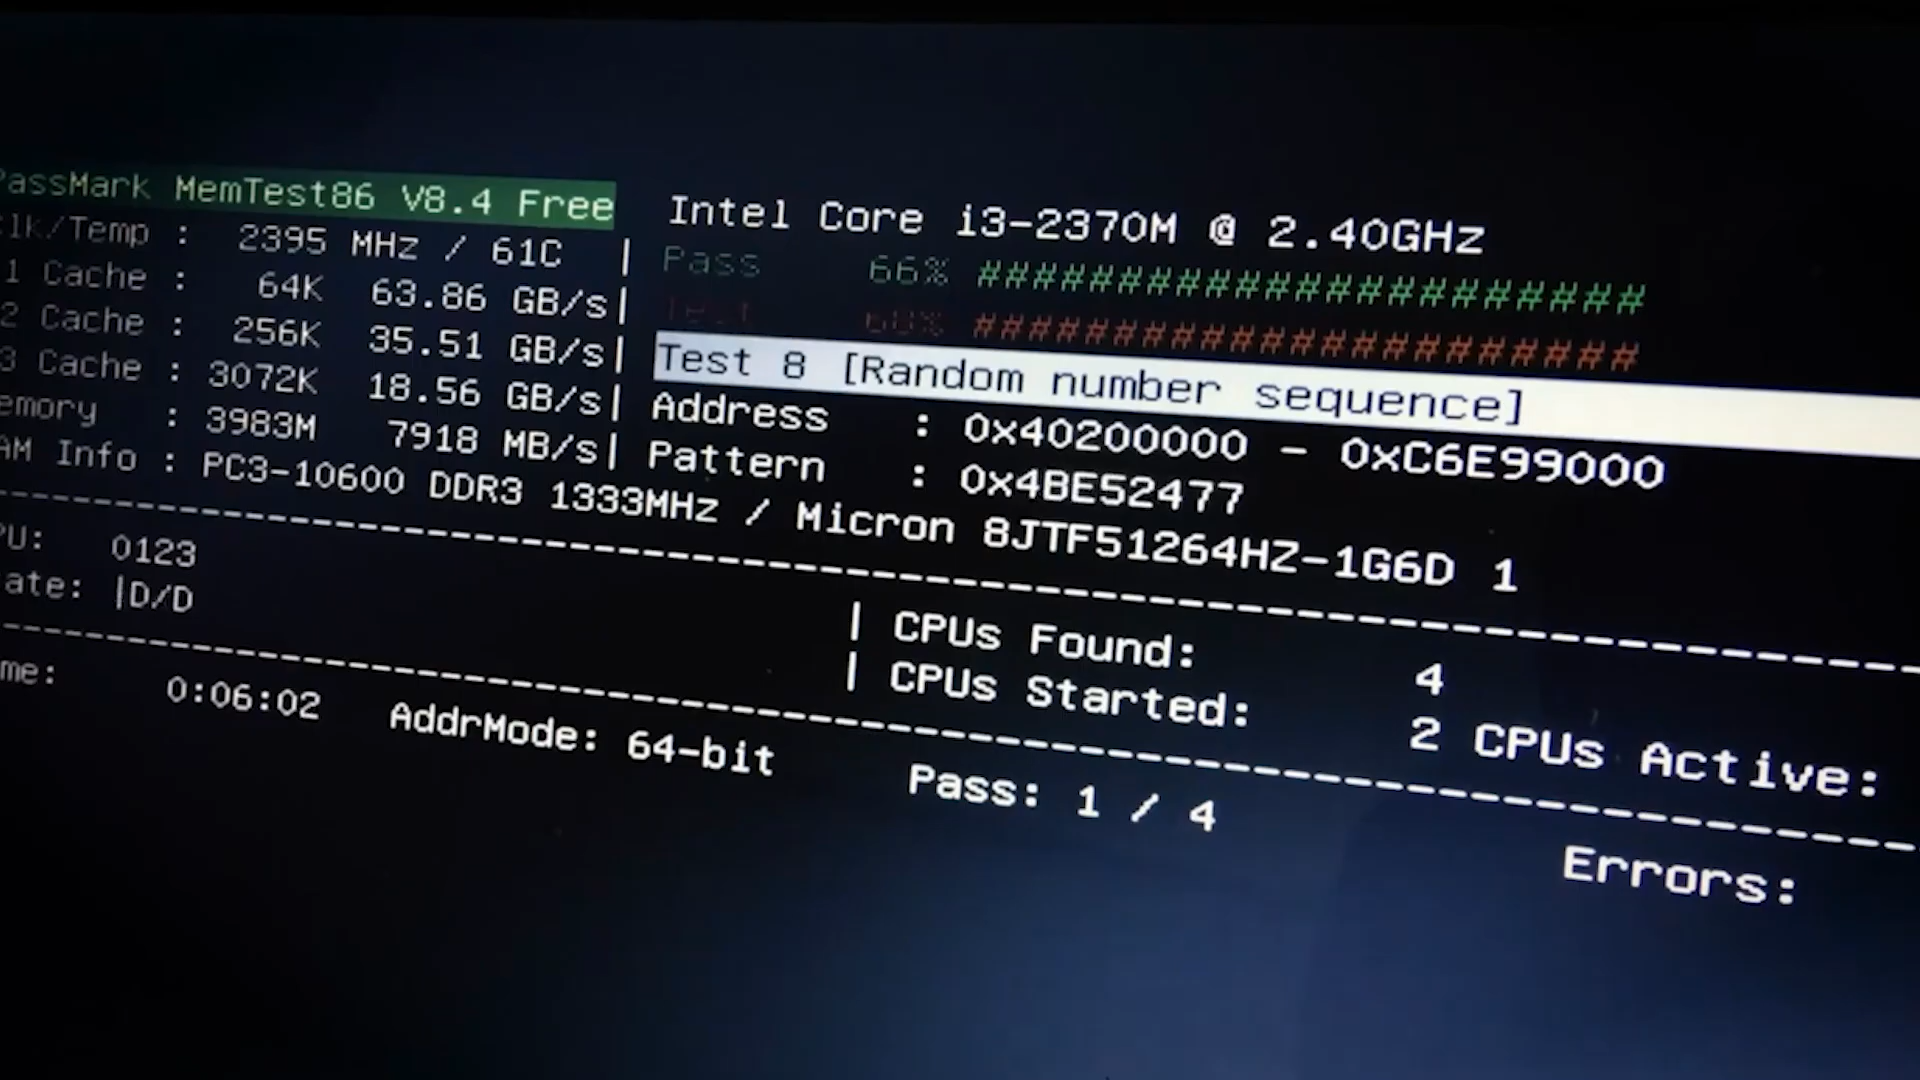 PassMark MemTest86 V8.4 Free
Clk/Temp : 2395 MHz / 61C | Intel Core i3-2370M @ 2.40GHz
1 Cache : 64K 63.86 GB/s| Pass 66% ########################
2 Cache : 256K 35.51 GB/s| Test 60% ########################
3 Cache : 3072K 18.56 GB/s| Test 8 [Random number sequence]
emory : 3983M 7918 MB/s| Address : 0x40200000 - 0xC6E99000
AM Info : PC3-10600 DDR3 1333MHz / Micron 8JTF51264HZ-1G6D 1
Pattern : 0x4BE52477
PU: 0123 | CPUs Found: 4
ate: |D/D | CPUs Started: 2 CPUs Active:
me: 0:06:02 AddrMode: 64-bit Pass: 1 / 4 Errors: